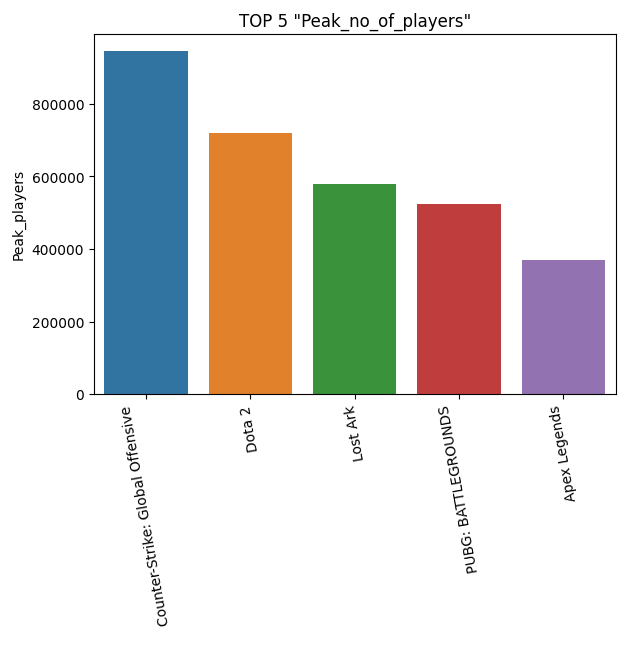 TOP 5 "Peak_no_of_players"
Peak_players
800000
600000
400000
200000
0
Counter-Strike: Global Offensive
Dota 2
Lost Ark
PUBG: BATTLEGROUNDS
Apex Legends